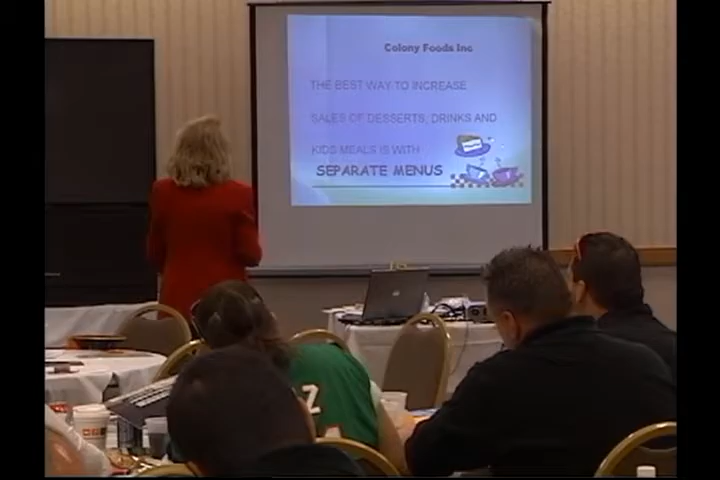 Colony Foods Inc
THE BEST WAY TO INCREASE
SALES OF DESSERTS, DRINKS AND
KIDS MEALS IS WITH
SEPARATE MENUS
Z